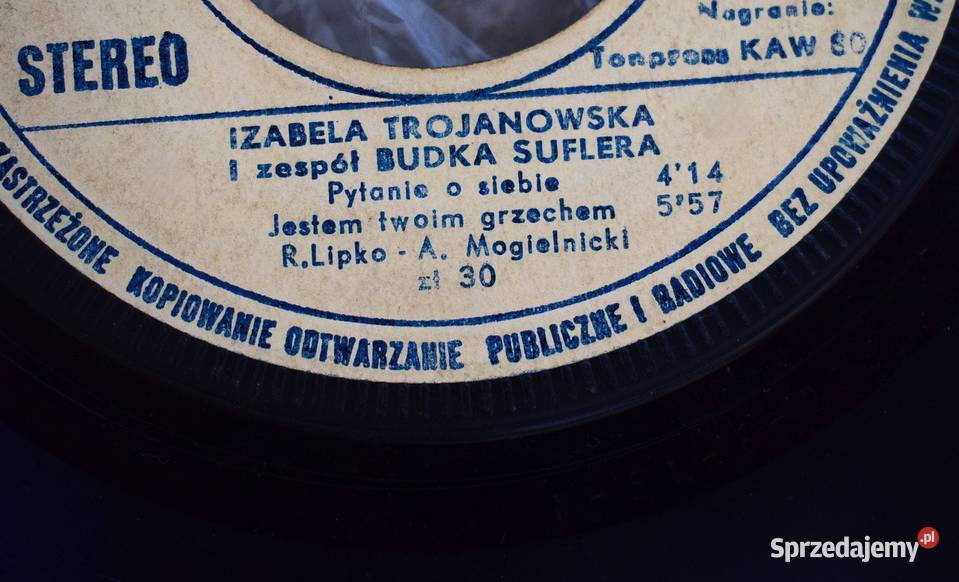 STEREO
Nagranie:
Tonpress KAW 80
IZABELA TROJANOWSKA
I zespół BUDKA SUFLERA
Pytanie o siebie 4'14
Jestem twoim grzechem 5'57
R.Lipko - A. Mogielnicki
zł 30
ZASTRZEŻONE KOPIOWANIE ODTWARZANIE PUBLICZNE I RADIOWE BEZ UPOWAŻNIENIA
Sprzedajemy.pl